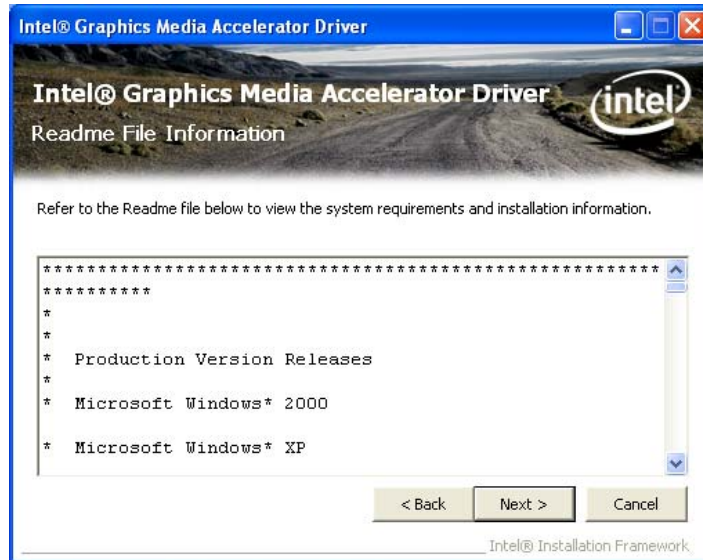 Intel® Graphics Media Accelerator Driver
Intel® Graphics Media Accelerator Driver
intel
Readme File Information
Refer to the Readme file below to view the system requirements and installation information.
********************************************************
**********
*
*
* Production Version Releases
*
* Microsoft Windows* 2000
* Microsoft Windows* XP
< Back Next > Cancel
Intel® Installation Framework